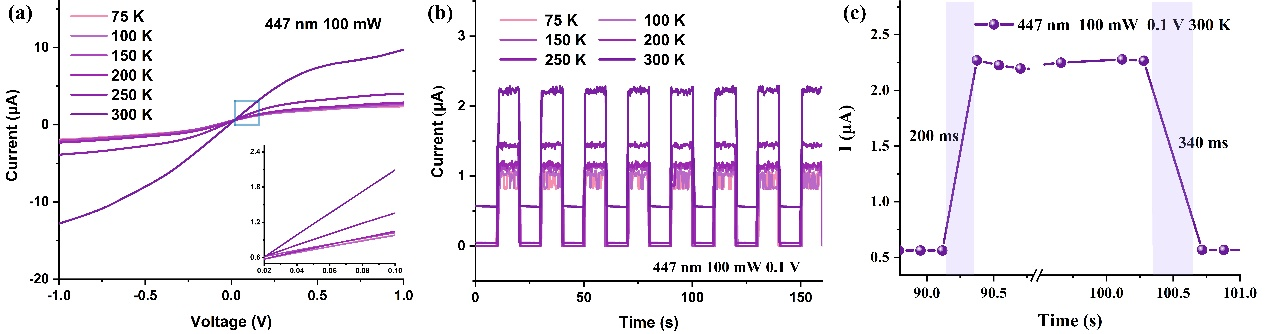 (a)
75 K
100 K
150 K
200 K
250 K
300 K
447 nm 100 mW
Current (μA)
10
0
-10
-20
-1.0
-0.5
0.0
0.5
1.0
Voltage (V)
2.4
1.8
1.2
0.6
0.02
0.04
0.06
0.08
0.10
(b)
75 K
100 K
150 K
200 K
250 K
300 K
Current (μA)
3
2
1
0
447 nm 100 mW 0.1 V
0
50
100
150
Time (s)
(c)
447 nm 100 mW 0.1 V 300 K
I (μA)
2.5
2.0
1.5
1.0
0.5
200 ms
340 ms
90.0
90.5
100.0
100.5
101.0
Time (s)